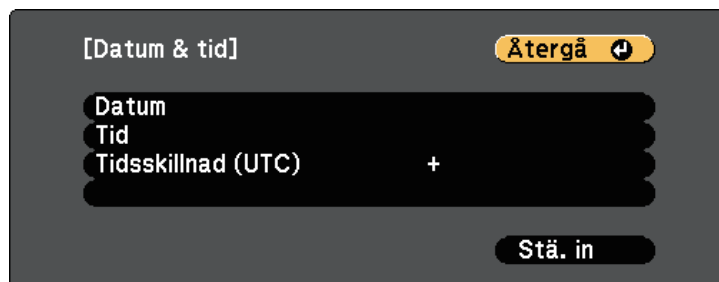 [Datum & tid]
Återgå
Datum
Tid
Tidsskillnad (UTC) +
Stä. in